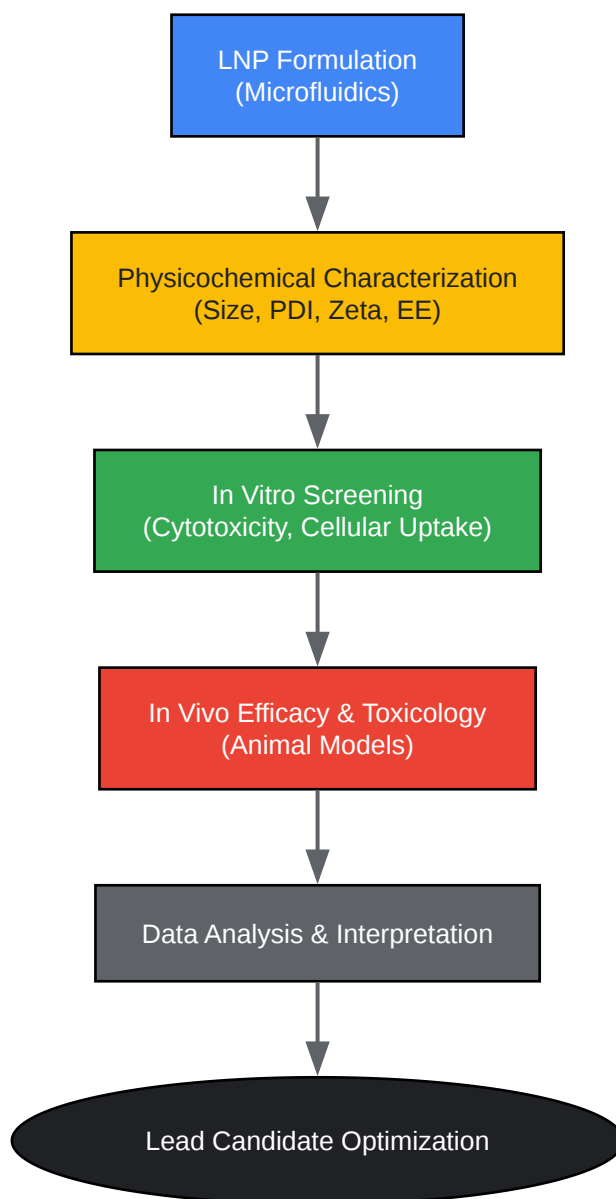 LNP Formulation
(Microfluidics)
Physicochemical Characterization
(Size, PDI, Zeta, EE)
In Vitro Screening
(Cytotoxicity, Cellular Uptake)
In Vivo Efficacy & Toxicology
(Animal Models)
Data Analysis & Interpretation
Lead Candidate Optimization